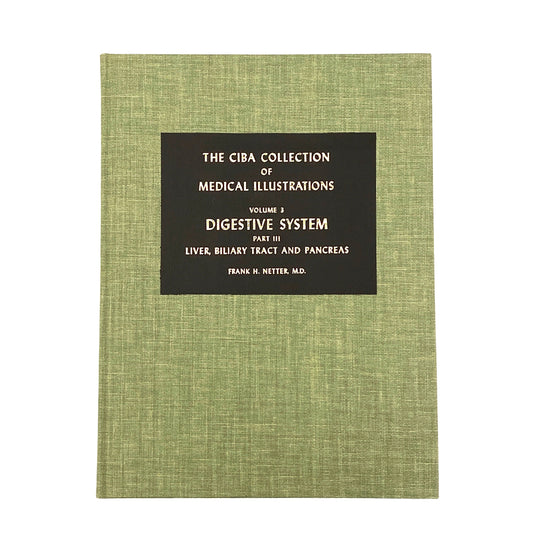 THE CIBA COLLECTION
OF
MEDICAL ILLUSTRATIONS
VOLUME 3
DIGESTIVE SYSTEM
PART III
LIVER, BILIARY TRACT AND PANCREAS
FRANK H. NETTER, M.D.